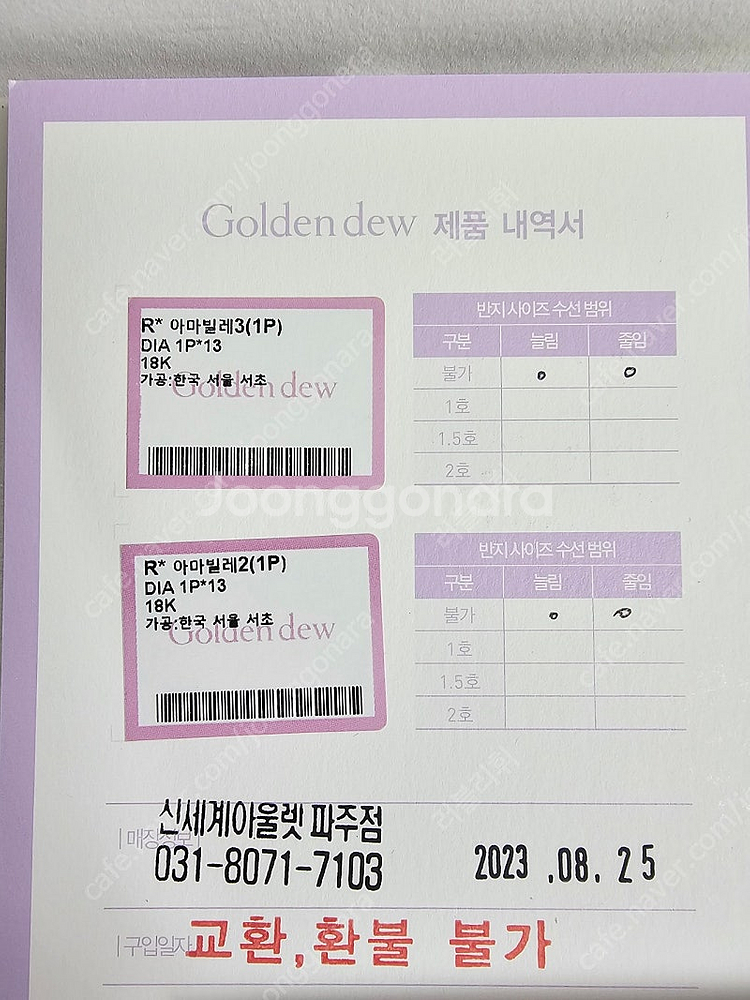 Golden dew 제품 내역서
R* 아마빌레3(1P)
DIA 1P*13
18K
가공:한국 서울 서초
Golden dew
반지 사이즈 수선 범위
구분 늘림 줄임
불가
1호
1.5호
2호
Joonggonara
R* 아마빌레2(1P)
DIA 1P*13
18K
가공:한국 서울 서초
Golden dew
반지 사이즈 수선 범위
구분 늘림 줄임
불가
1호
1.5호
2호
신세계아울렛 파주점
매장정보
031-8071-7103
2023 .08. 25
구입일자
교환,환불 불가